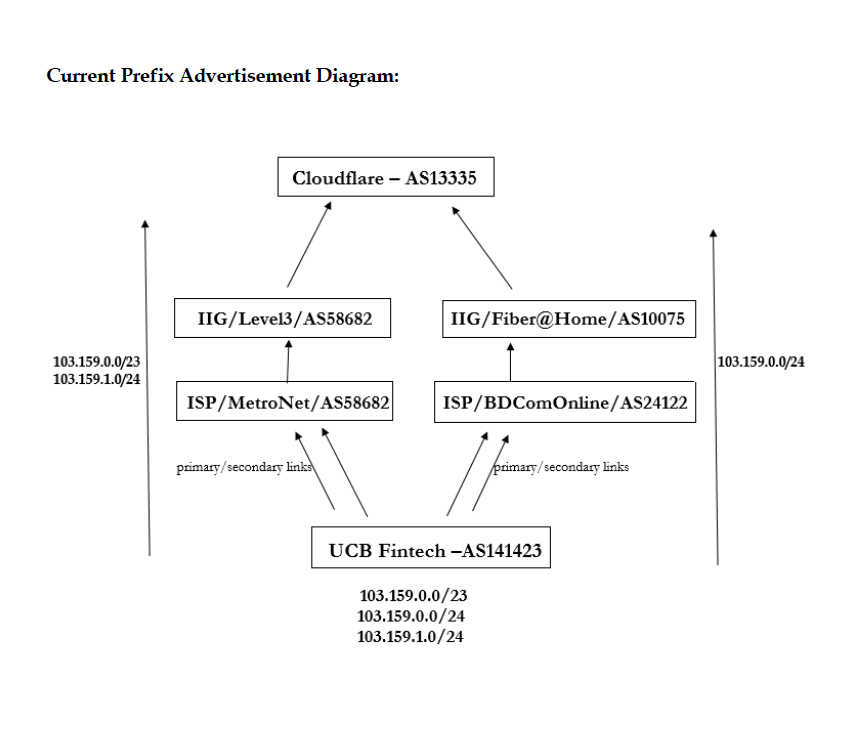 Current Prefix Advertisement Diagram:
Cloudflare – AS13335
IIG/Level3/AS58682
IIG/Fiber@Home/AS10075
103.159.0.0/23
103.159.1.0/24
103.159.0.0/24
ISP/MetroNet/AS58682
ISP/BDComOnline/AS24122
primary/secondary links
primary/secondary links
UCB Fintech –AS141423
103.159.0.0/23
103.159.0.0/24
103.159.1.0/24